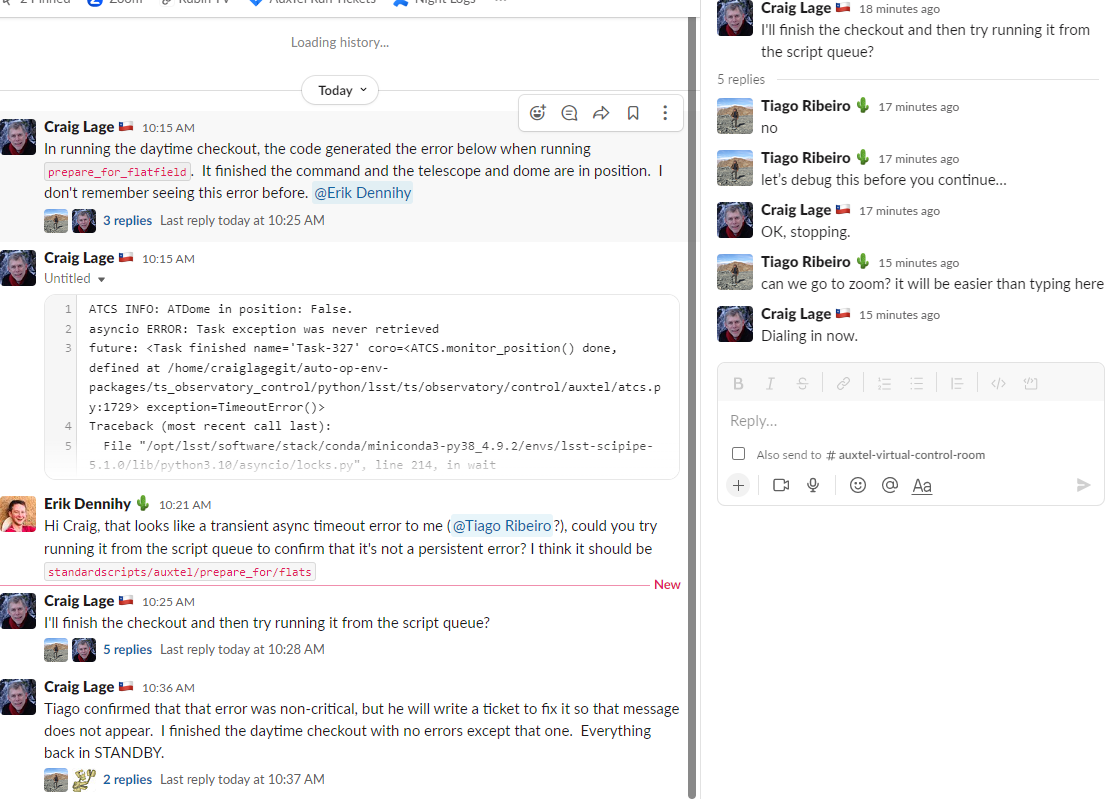 2 Pinned Zoom Rubin TV AuxTel Run Tickets Night Logs ...
Loading history...
Today
Craig Lage 10:15 AM
In running the daytime checkout, the code generated the error below when running
prepare_for_flatfield. It finished the command and the telescope and dome are in position. I
don't remember seeing this error before. @Erik Dennihy
3 replies Last reply today at 10:25 AM
Craig Lage 10:15 AM
Untitled
1 ATCS INFO: ATDome in position: False.
2 asyncio ERROR: Task exception was never retrieved
3 future: <Task finished name='Task-327' coro=<ATCS.monitor_position() done,
defined at /home/craiglagegit/auto-op-env-
packages/ts_observatory_control/python/lsst/ts/observatory/control/auxtel/atcs.p
y:1729> exception=TimeoutError()>
4 Traceback (most recent call last):
5 File "/opt/lsst/software/stack/conda/miniconda3-py38_4.9.2/envs/lsst-scipipe-
5.1.0/lib/python3.10/asyncio/locks.py", line 214, in wait
Erik Dennihy 10:21 AM
Hi Craig, that looks like a transient async timeout error to me (@Tiago Ribeiro?), could you try
running it from the script queue to confirm that it's not a persistent error? I think it should be
standardscripts/auxtel/prepare_for/flats
New
Craig Lage 10:25 AM
I'll finish the checkout and then try running it from the script queue?
5 replies Last reply today at 10:28 AM
Craig Lage 10:36 AM
Tiago confirmed that that error was non-critical, but he will write a ticket to fix it so that message
does not appear. I finished the daytime checkout with no errors except that one. Everything
back in STANDBY.
2 replies Last reply today at 10:37 AM
Craig Lage 18 minutes ago
I'll finish the checkout and then try running it from
the script queue?
5 replies
Tiago Ribeiro 17 minutes ago
no
Tiago Ribeiro 17 minutes ago
let's debug this before you continue...
Craig Lage 17 minutes ago
OK, stopping.
Tiago Ribeiro 15 minutes ago
can we go to zoom? it will be easier than typing here
Craig Lage 15 minutes ago
Dialing in now.
B I S
Reply...
Also send to # auxtel-virtual-control-room
+ @ Aa